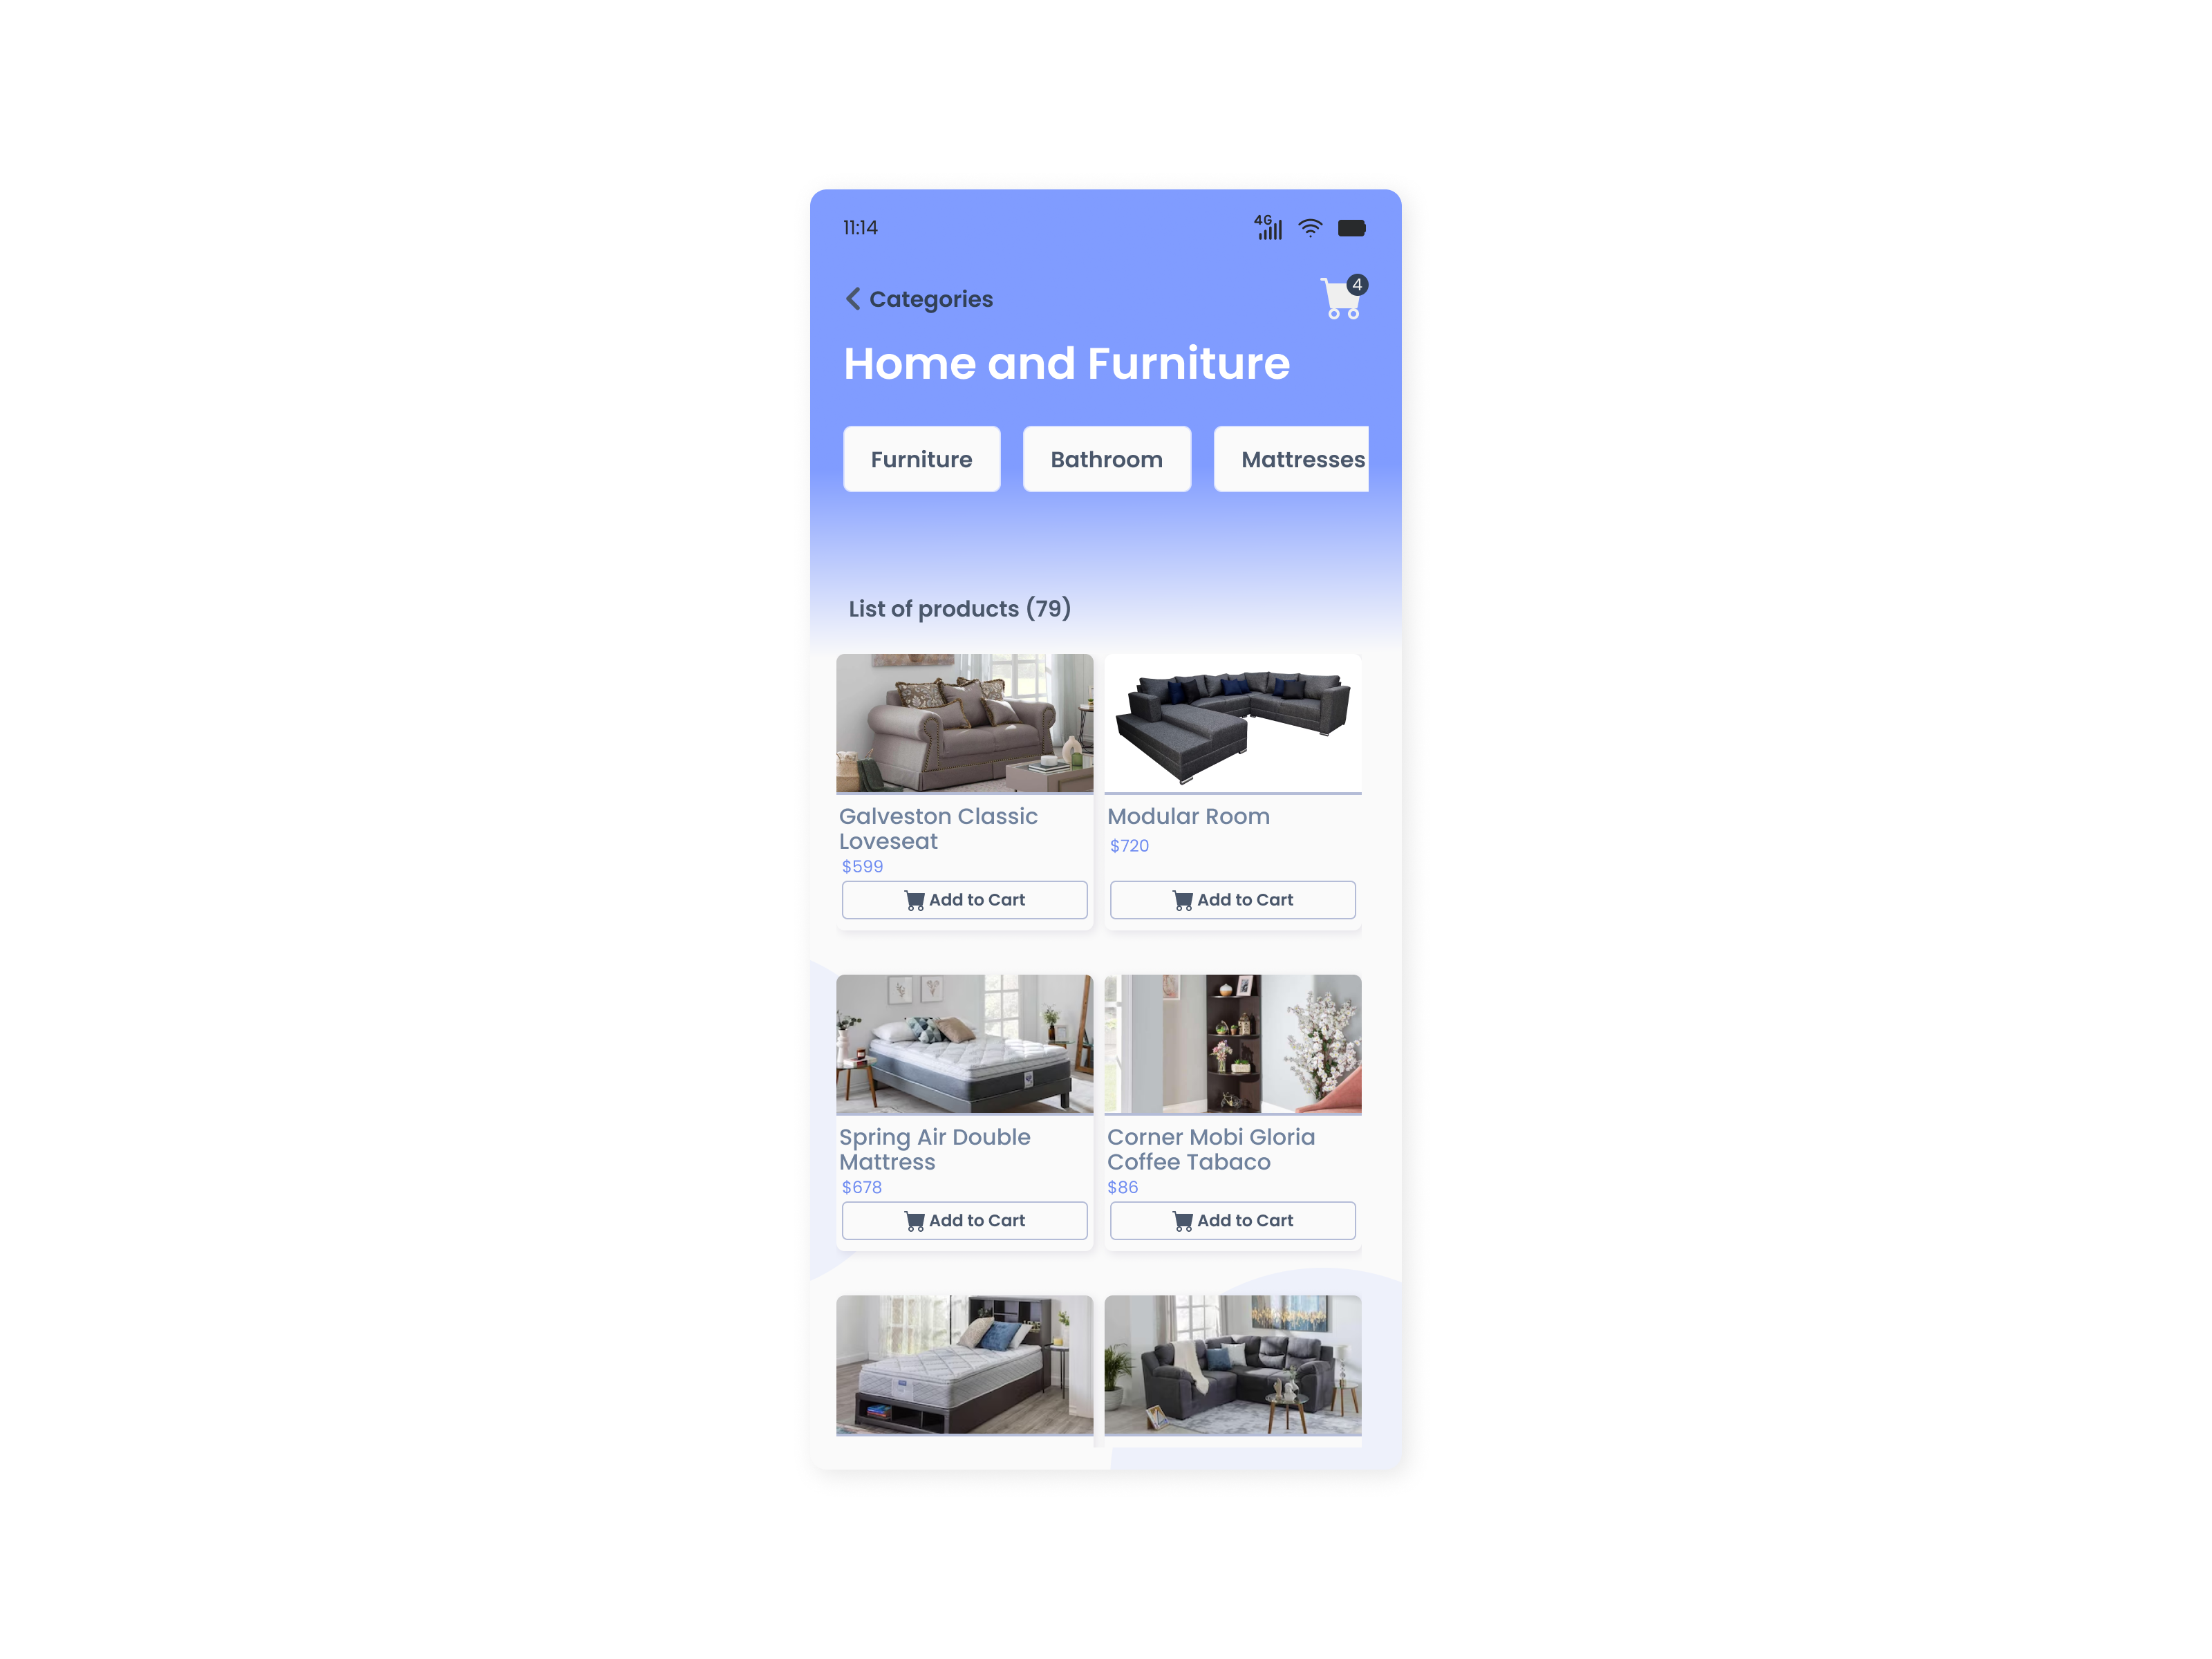 11:14
4G
Categories
4
Home and Furniture
Furniture
Bathroom
Mattresses
List of products (79)
Galveston Classic
Loveseat
$599
Add to Cart
Modular Room
$720
Add to Cart
Spring Air Double
Mattress
$678
Add to Cart
Corner Mobi Gloria
Coffee Tabaco
$86
Add to Cart